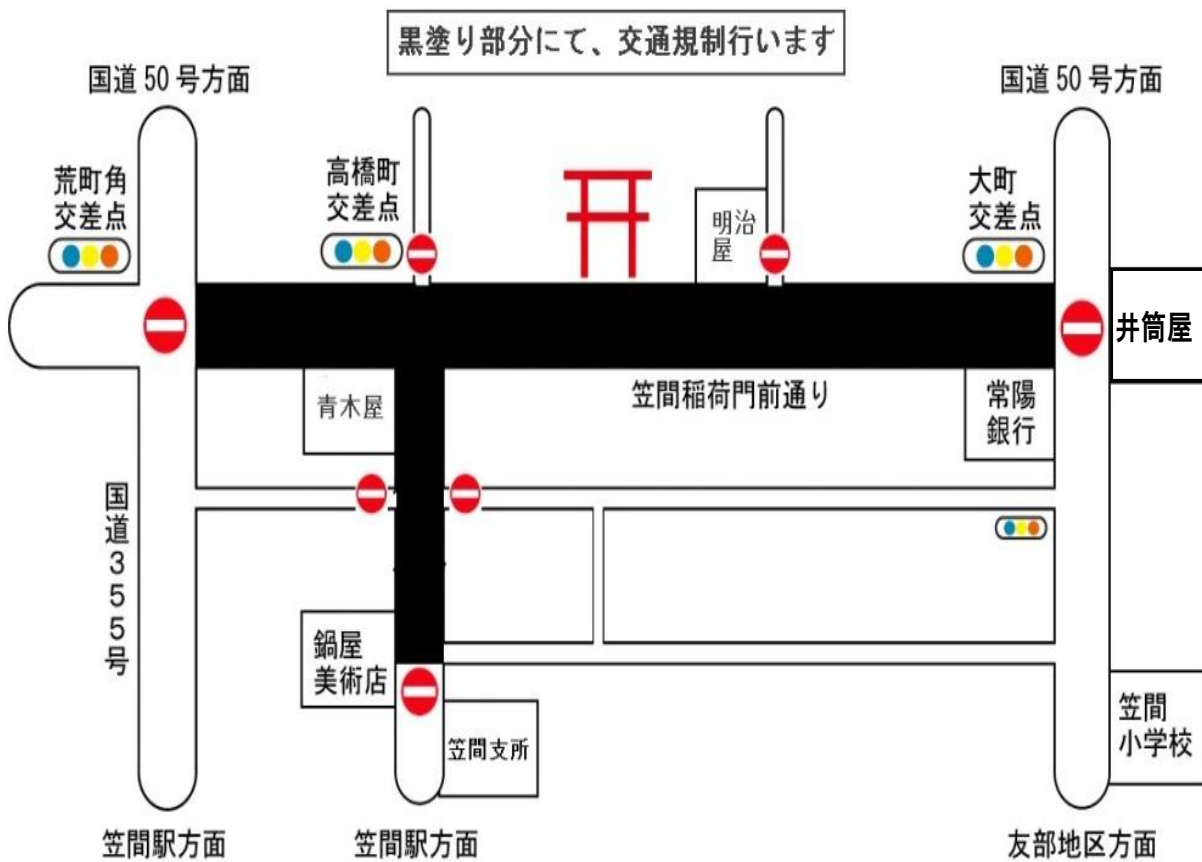 黒塗り部分にて、交通規制行います
国道50号方面
国道50号方面
荒町角
交差点
高橋町
交差点
明治
屋
大町
交差点
井筒屋
青木屋
笠間稲荷門前通り
常陽
銀行
国道355号
鍋屋
美術店
笠間支所
笠間
小学校
笠間駅方面
笠間駅方面
友部地区方面